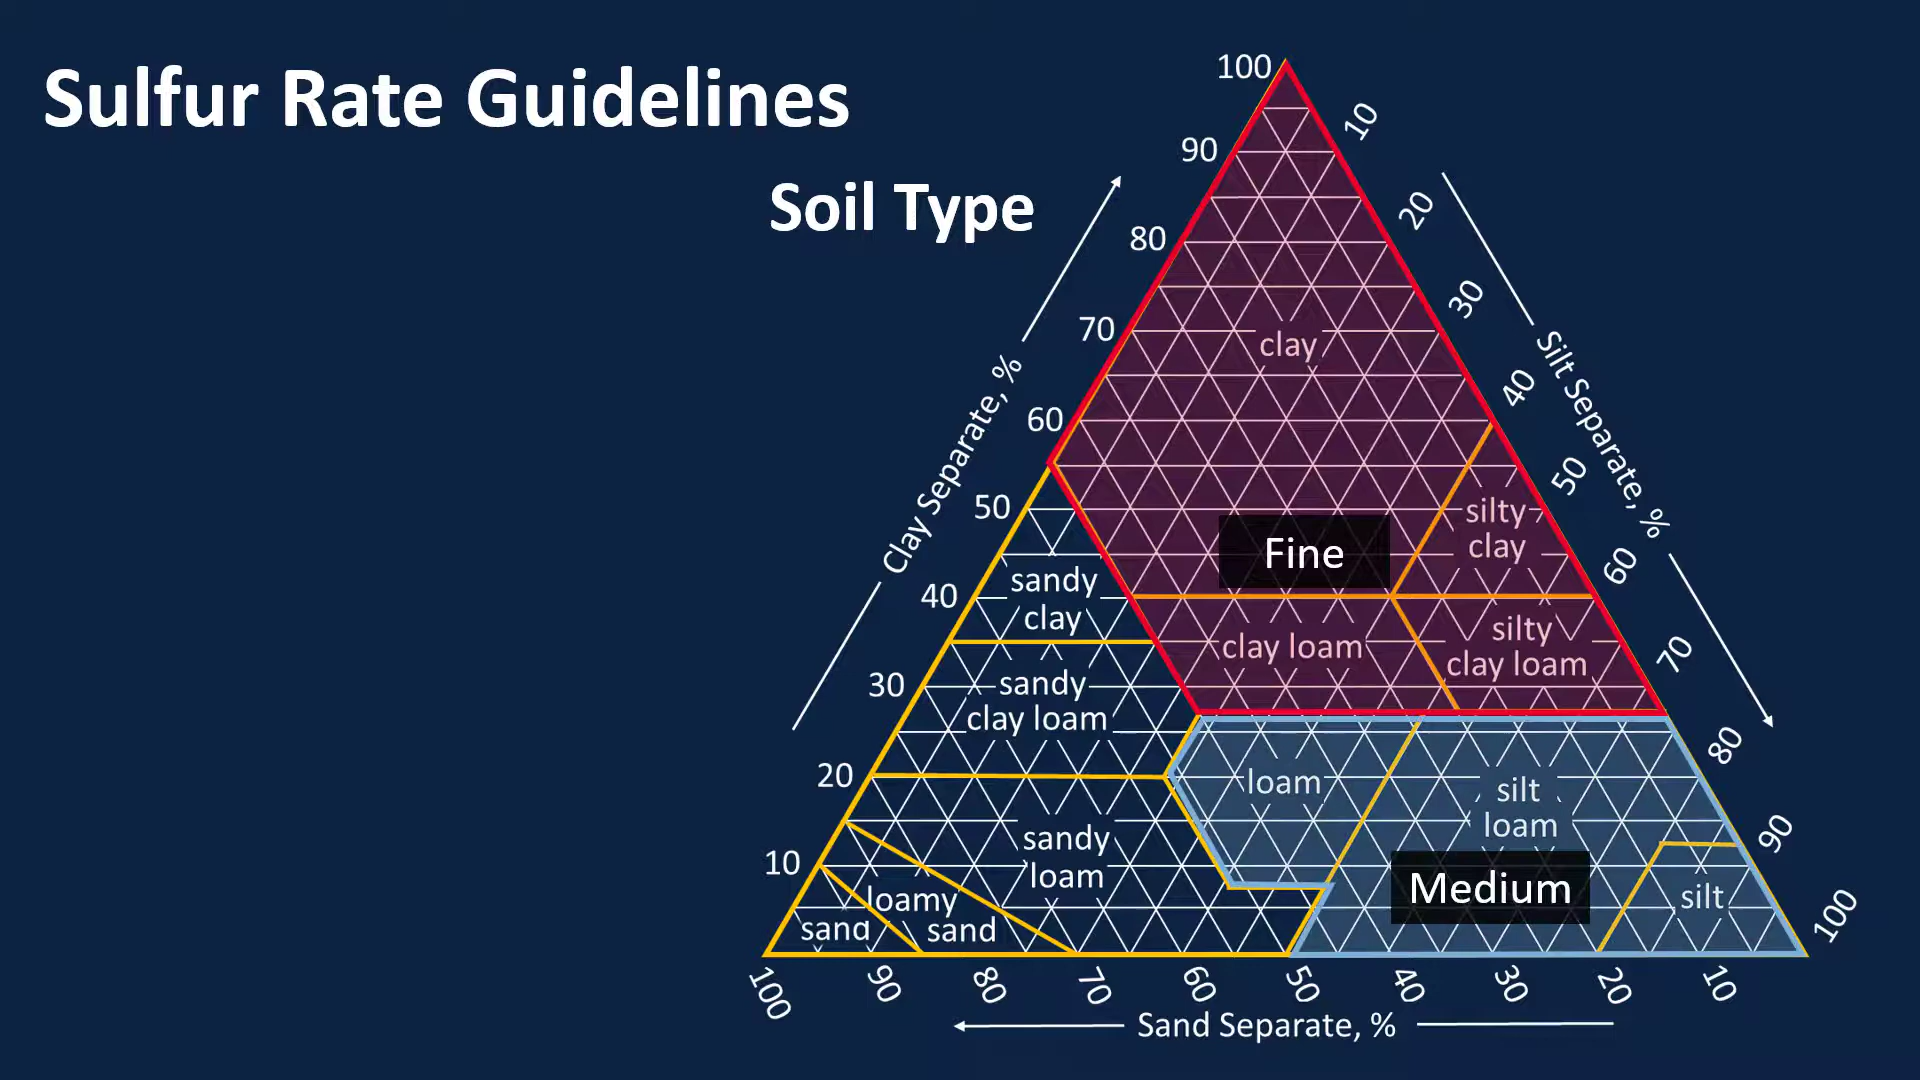 Sulfur Rate Guidelines
Soil Type
Clay Separate, %
100
90
80
70
60
50
40
30
20
10
Silt Separate, %
10
20
30
40
50
60
70
80
90
100
clay
silty
clay
Fine
sandy
clay
clay loam
silty
clay loam
sandy
clay loam
loam
silt
loam
sandy
loam
Medium
silt
loamy
sand
sand
100
90
80
70
60
50
40
30
20
10
Sand Separate, %